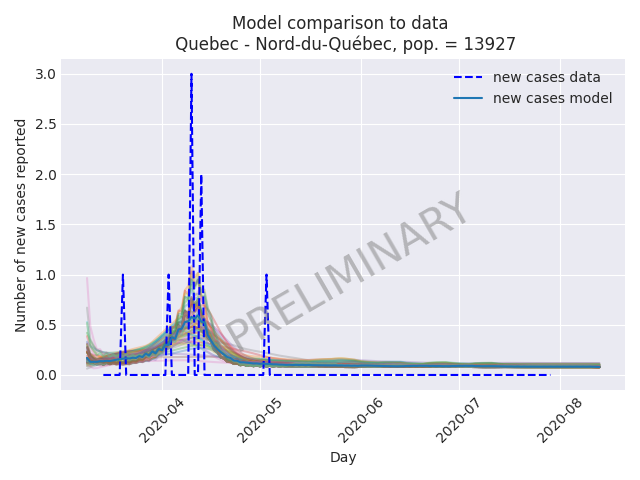 Model comparison to data
Quebec - Nord-du-Québec, pop. = 13927
new cases data
new cases model
Number of new cases reported
3.0
2.5
2.0
1.5
1.0
0.5
0.0
PRELIMINARY
2020-04
2020-05
2020-06
2020-07
2020-08
Day